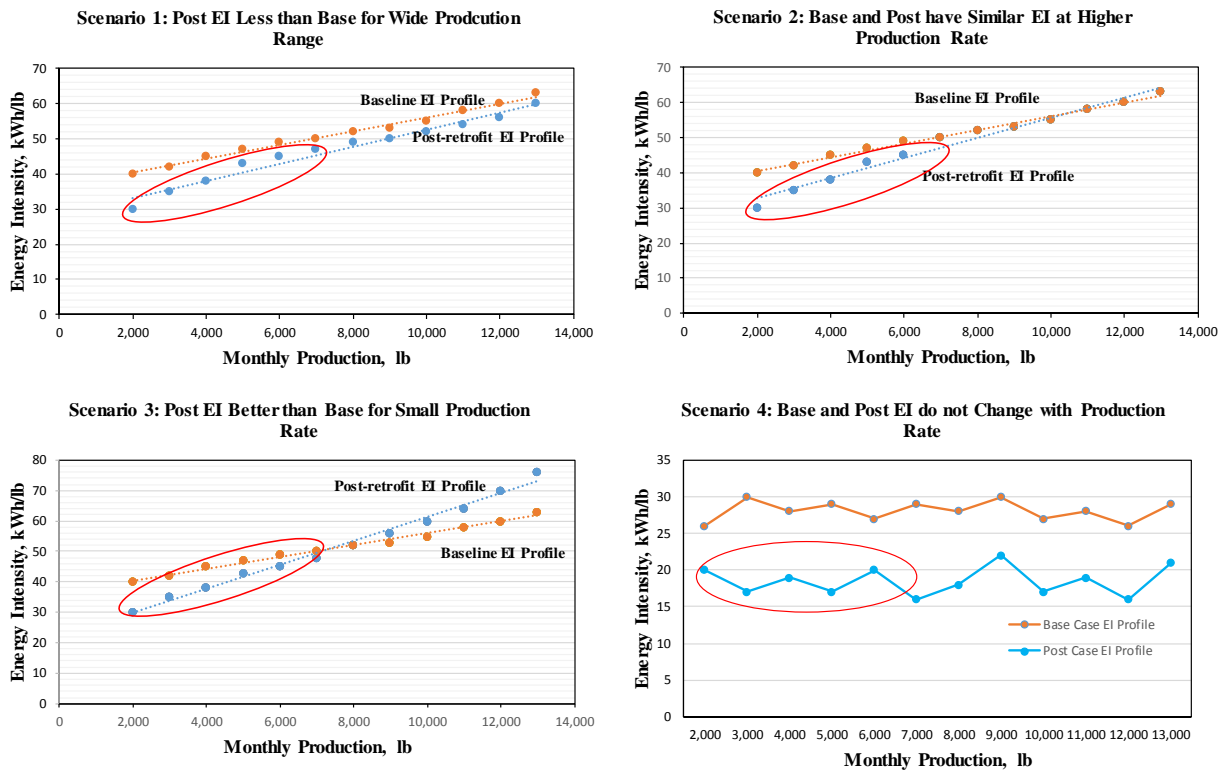 Scenario 1: Post EI Less than Base for Wide Prodcution
Range
70
60
50
40
30
20
10
0
Energy Intensity, kWh/lb
Baseline EI Profile
Post-retrofit EI Profile
0
2,000
4,000
6,000
8,000
10,000
12,000
14,000
Monthly Production, lb
Scenario 2: Base and Post have Similar EI at Higher
Production Rate
70
60
50
40
30
20
10
0
Energy Intensity, kWh/lb
Baseline EI Profile
Post-retrofit EI Profile
0
2,000
4,000
6,000
8,000
10,000
12,000
14,000
Monthly Production, lb
Scenario 3: Post EI Better than Base for Small Production
Rate
80
70
60
50
40
30
20
10
0
Energy Intensity, kWh/lb
Post-retrofit EI Profile
Baseline EI Profile
0
2,000
4,000
6,000
8,000
10,000
12,000
14,000
Monthly Production, lb
Scenario 4: Base and Post EI do not Change with Production
Rate
35
30
25
20
15
10
5
0
Energy Intensity, kWh/lb
Base Case EI Profile
Post Case EI Profile
2,000
3,000
4,000
5,000
6,000
7,000
8,000
9,000
10,000
11,000
12,000
13,000
Monthly Production, lb